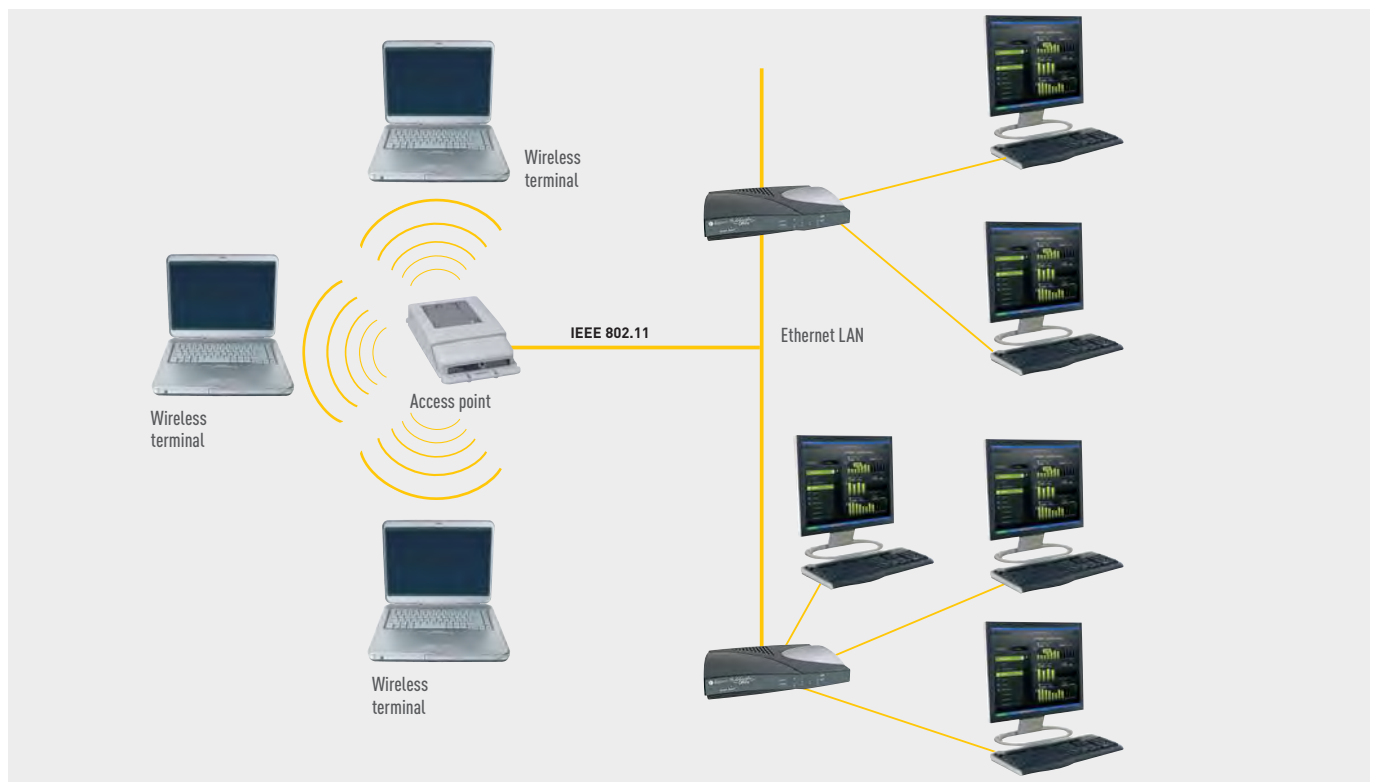 Wireless
terminal
IEEE 802.11
Ethernet LAN
Access point
Wireless
terminal
Wireless
terminal